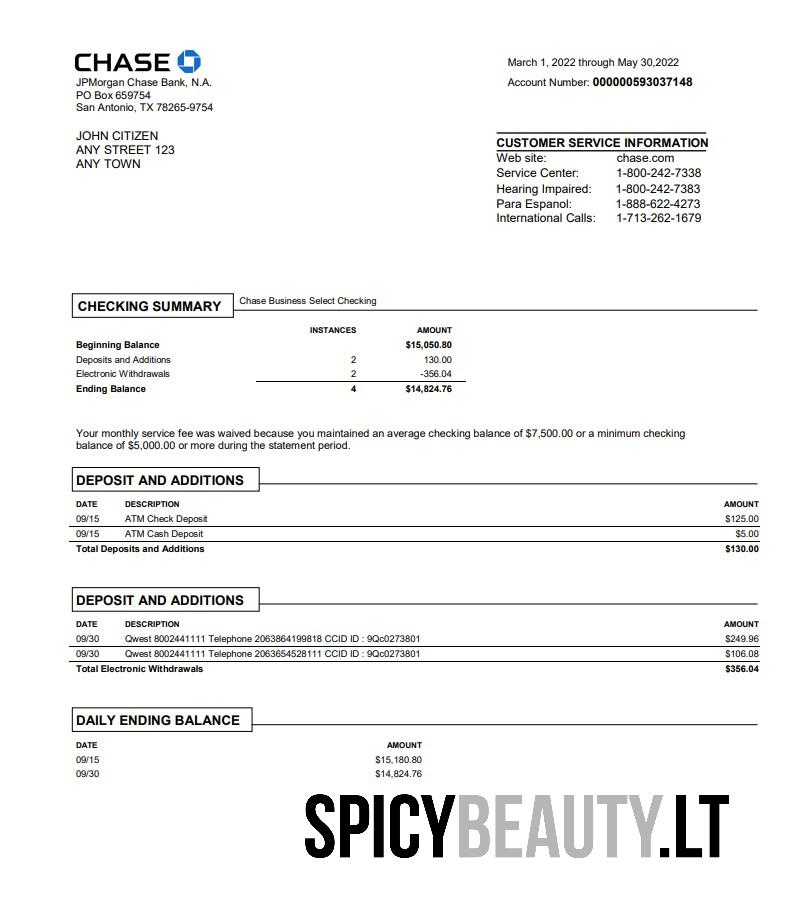 CHASE
JPMorgan Chase Bank, N.A.
PO Box 659754
San Antonio, TX 78265-9754
March 1, 2022 through May 30,2022
Account Number: 000000593037148
JOHN CITIZEN
ANY STREET 123
ANY TOWN
CUSTOMER SERVICE INFORMATION
Web site: chase.com
Service Center: 1-800-242-7338
Hearing Impaired: 1-800-242-7383
Para Espanol: 1-888-622-4273
International Calls: 1-713-262-1679
CHECKING SUMMARY Chase Business Select Checking
INSTANCES AMOUNT
Beginning Balance $15,050.80
Deposits and Additions 2 130.00
Electronic Withdrawals 2 -356.04
Ending Balance 4 $14,824.76
Your monthly service fee was waived because you maintained an average checking balance of $7,500.00 or a minimum checking
balance of $5,000.00 or more during the statement period.
DEPOSIT AND ADDITIONS
DATE DESCRIPTION AMOUNT
09/15 ATM Check Deposit $125.00
09/15 ATM Cash Deposit $5.00
Total Deposits and Additions $130.00
DEPOSIT AND ADDITIONS
DATE DESCRIPTION AMOUNT
09/30 Qwest 8002441111 Telephone 2063864199818 CCID ID : 9Qc0273801 $249.96
09/30 Qwest 8002441111 Telephone 2063654528111 CCID ID : 9Qc0273801 $106.08
Total Electronic Withdrawals $356.04
DAILY ENDING BALANCE
DATE AMOUNT
09/15 $15,180.80
09/30 $14,824.76
SPICYBEAUTY.LT